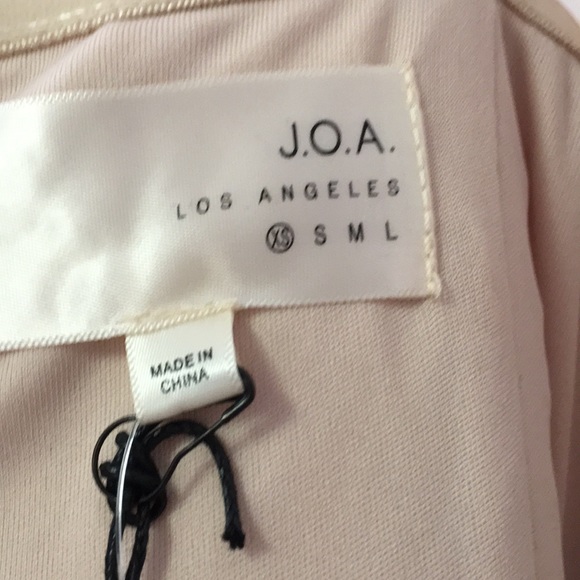 J.O.A.
LOS ANGELES
XS S M L
MADE IN
CHINA